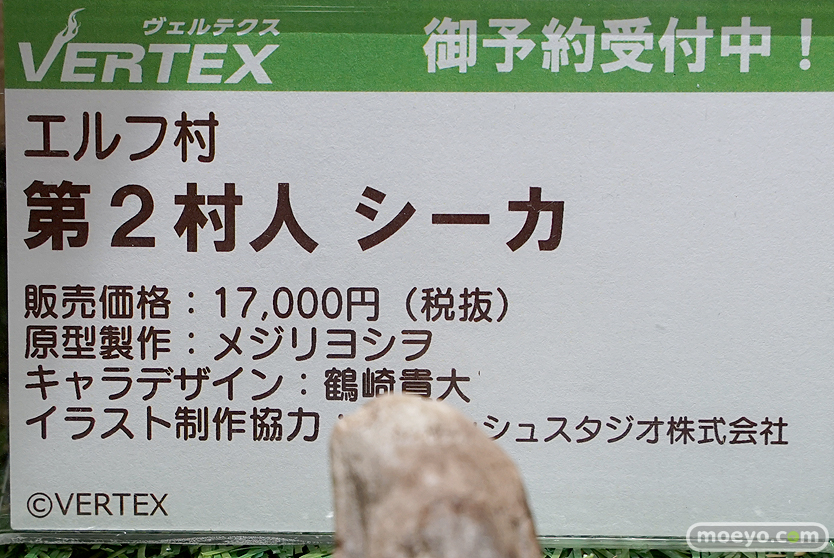 ヴェルテクス
VERTEX
御予約受付中！
エルフ村
第２村人 シーカ
販売価格：17,000円（税抜）
原型製作：メジリヨシヲ
キャラデザイン：鶴崎貴大
イラスト制作協力：シュスタジオ株式会社
©VERTEX
moeyo.com